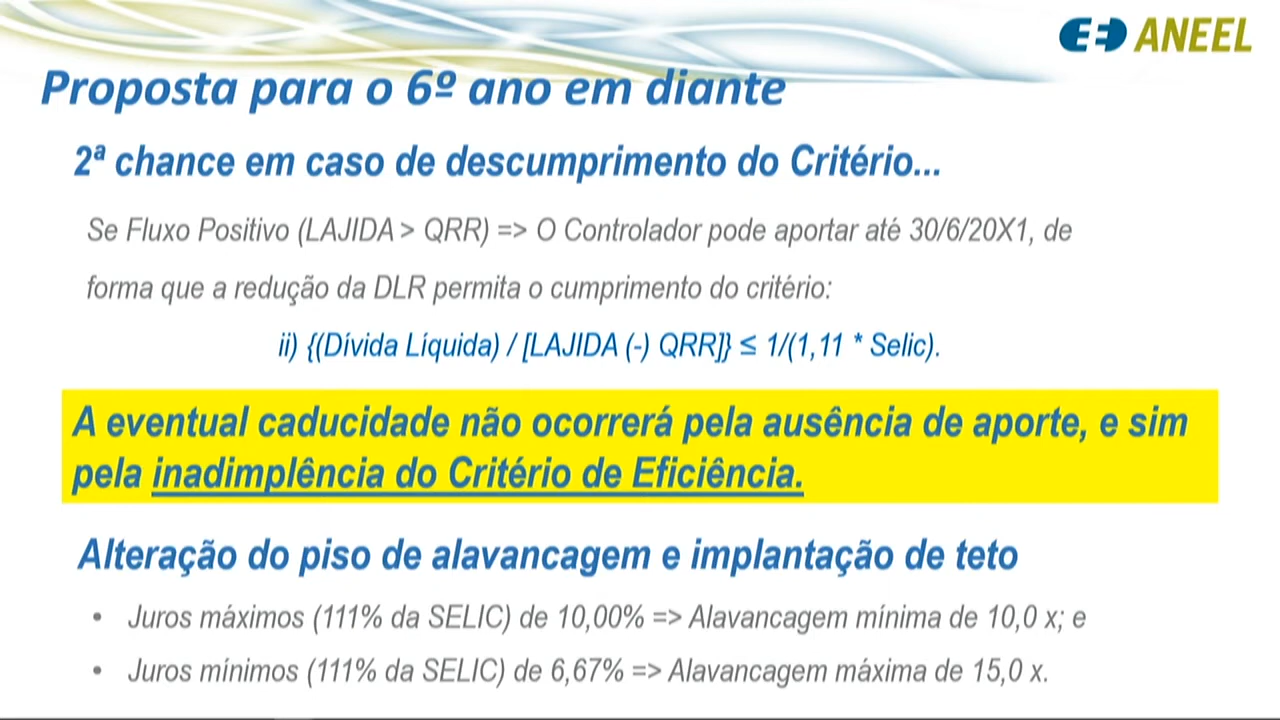 ANEEL
Proposta para o 6º ano em diante
2ª chance em caso de descumprimento do Critério...
Se Fluxo Positivo (LAJIDA > QRR) => O Controlador pode aportar até 30/6/20X1, de
forma que a redução da DLR permita o cumprimento do critério:
ii) {(Dívida Líquida) / [LAJIDA (-) QRR]} ≤ 1/(1,11 * Selic).
A eventual caducidade não ocorrerá pela ausência de aporte, e sim
pela inadimplência do Critério de Eficiência.
Alteração do piso de alavancagem e implantação de teto
• Juros máximos (111% da SELIC) de 10,00% => Alavancagem mínima de 10,0 x; e
• Juros mínimos (111% da SELIC) de 6,67% => Alavancagem máxima de 15,0 x.